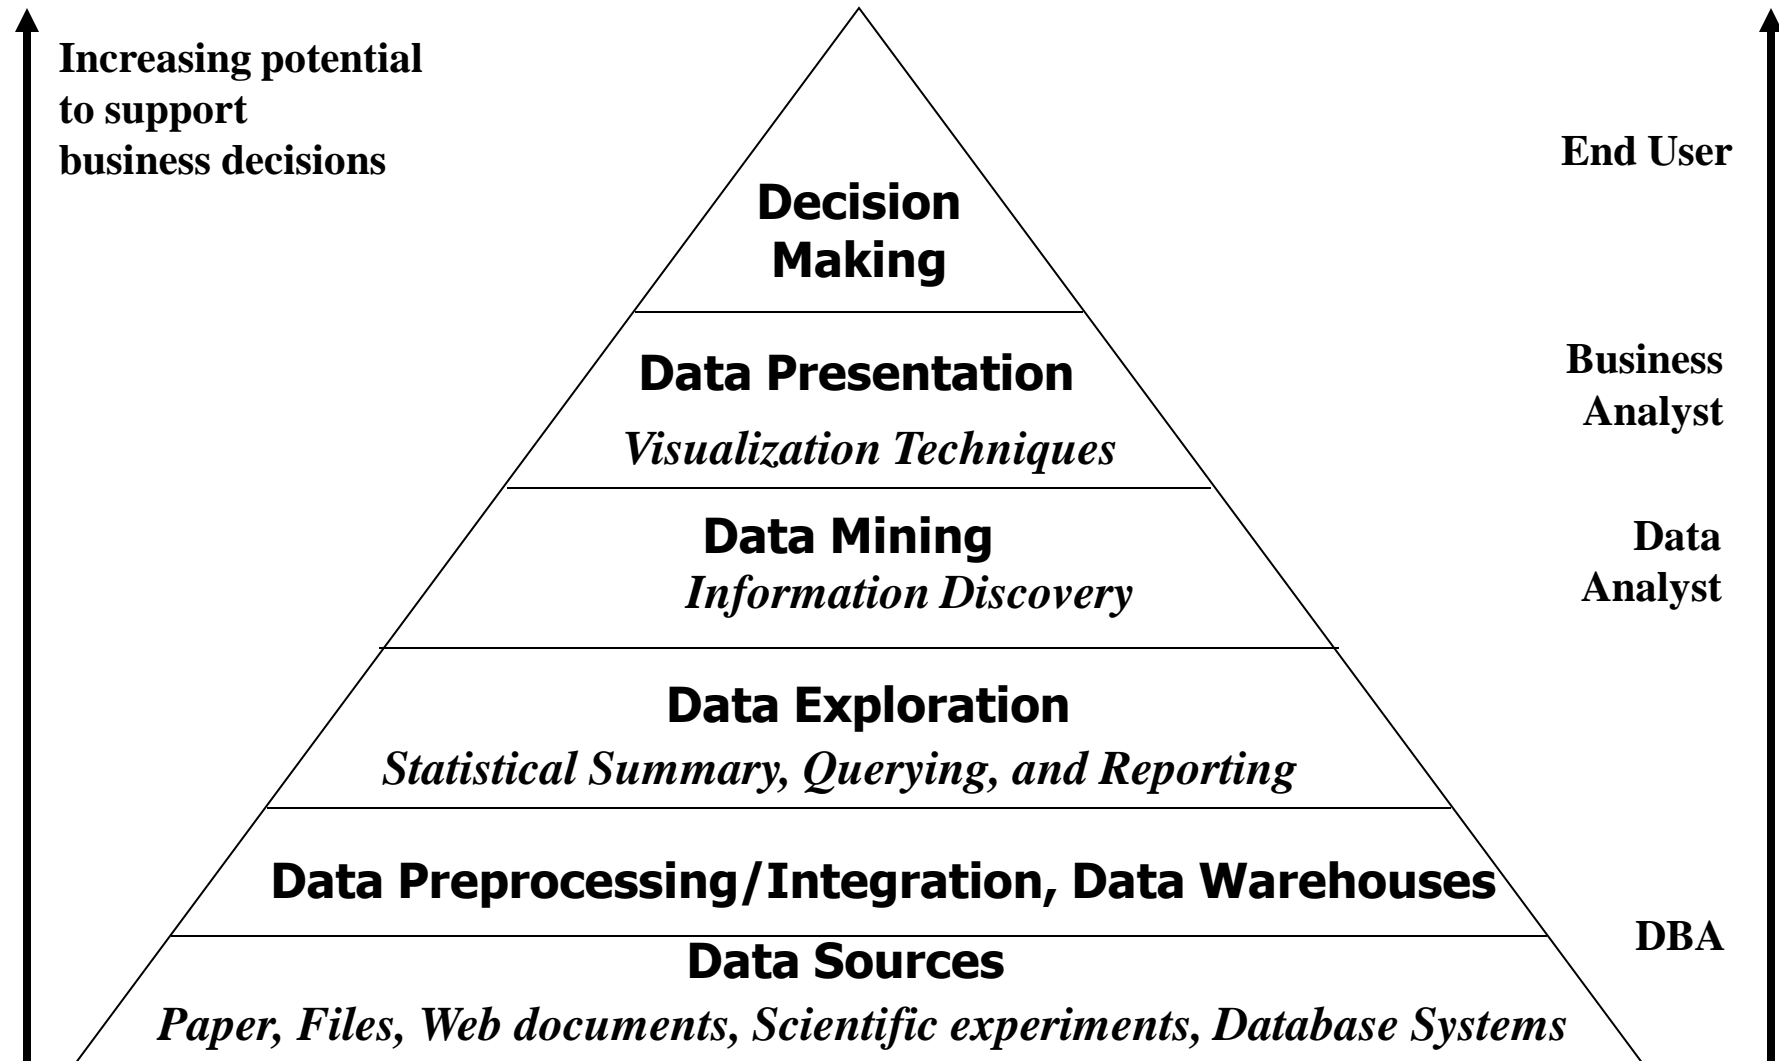 Increasing potential
to support
business decisions
End User
Decision
Making
Data Presentation
Visualization Techniques
Business
Analyst
Data Mining
Information Discovery
Data
Analyst
Data Exploration
Statistical Summary, Querying, and Reporting
Data Preprocessing/Integration, Data Warehouses
DBA
Data Sources
Paper, Files, Web documents, Scientific experiments, Database Systems